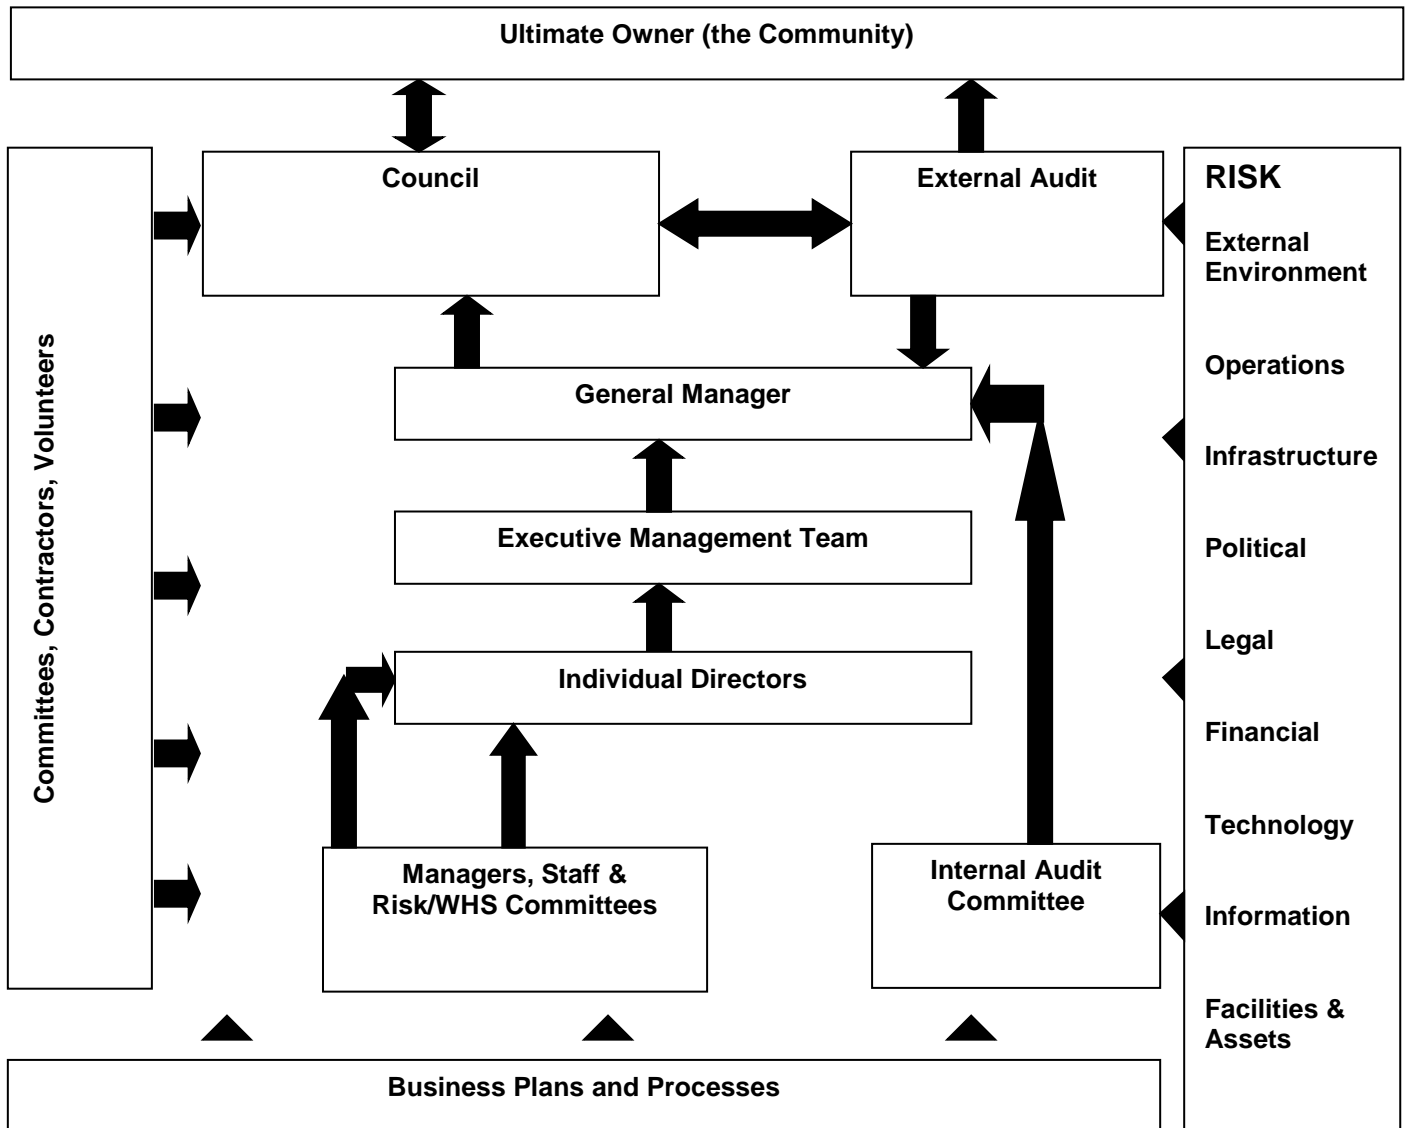 Ultimate Owner (the Community)
Committees, Contractors, Volunteers
Council
External Audit
General Manager
Executive Management Team
Individual Directors
Managers, Staff &
Risk/WHS Committees
Internal Audit
Committee
RISK
External
Environment
Operations
Infrastructure
Political
Legal
Financial
Technology
Information
Facilities &
Assets
Business Plans and Processes